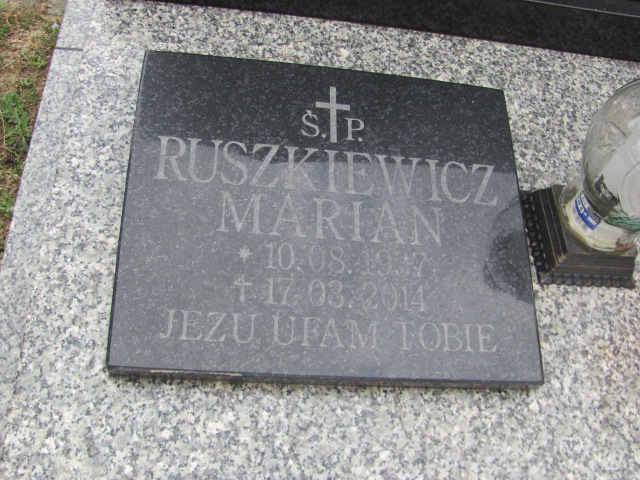 Ś. P.
RUSZKIEWICZ
MARIAN
* 10.08.1937
† 17.03.2014
JEZU UFAM TOBIE